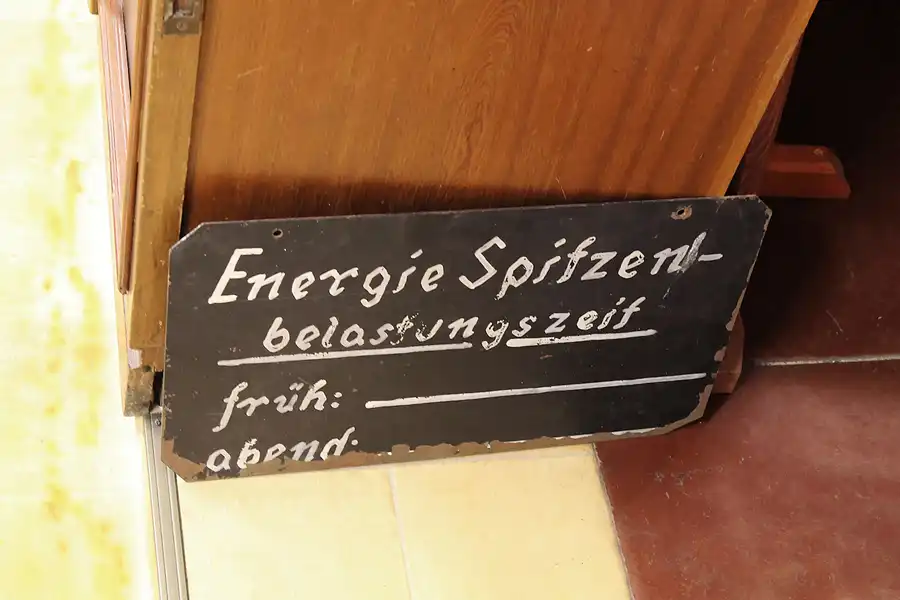 Energie Spitzen-
belastungszeit
früh:
abend: